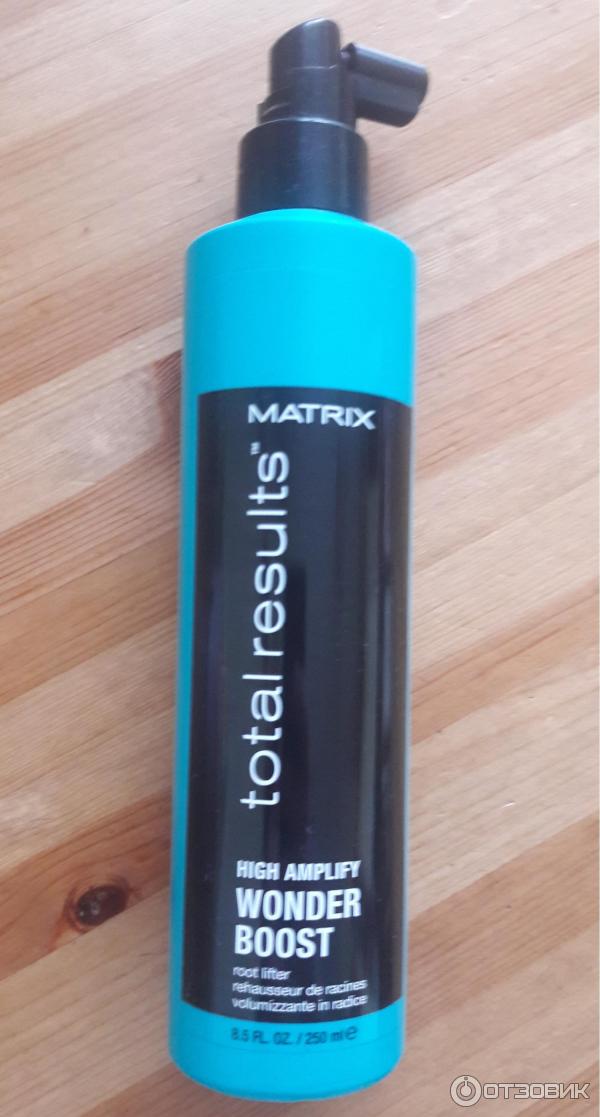 MATRIX
total results™
HIGH AMPLIFY
WONDER
BOOST
root lifter
rehausseur de racines
volumizzante in radice
8.5 FL. OZ. / 250 ml ℮
ОТЗОВИК